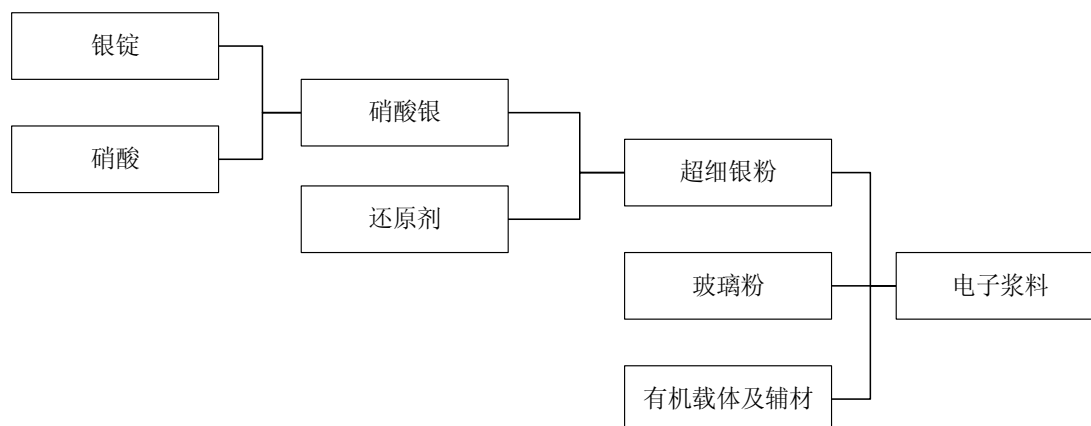 银锭
硝酸
硝酸银
还原剂
超细银粉
玻璃粉
有机载体及辅材
电子浆料